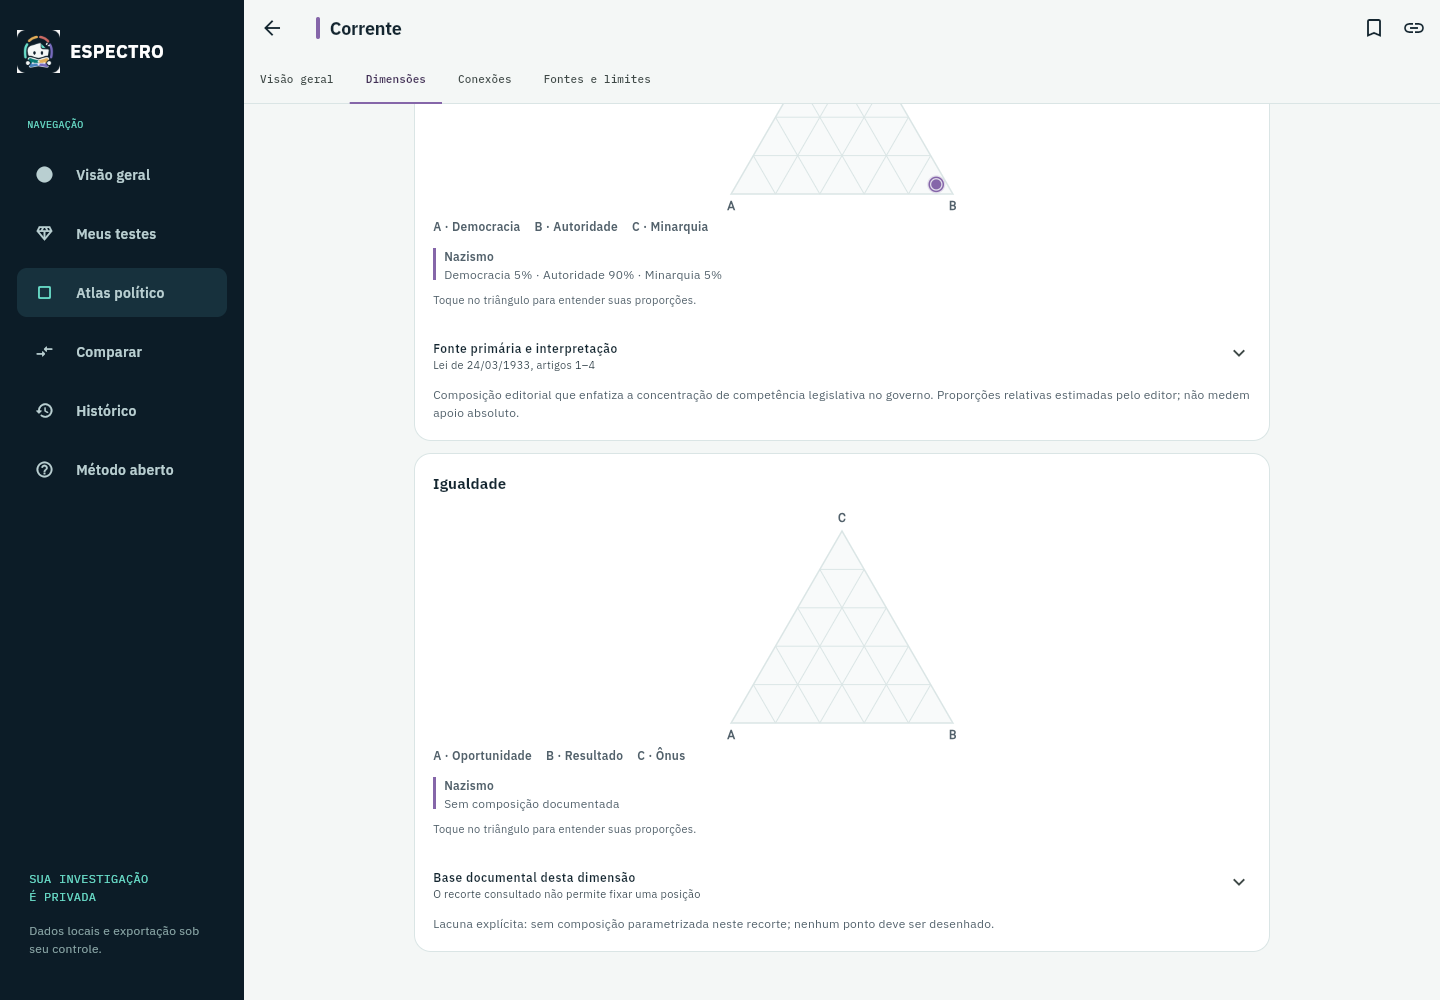 ESPECTRO
NAVEGAÇÃO
Visão geral
Meus testes
Atlas político
Comparar
Histórico
Método aberto
SUA INVESTIGAÇÃO
É PRIVADA
Dados locais e exportação sob
seu controle.
Corrente
Visão geral Dimensões Conexões Fontes e limites
A B
A · Democracia B · Autoridade C · Minarquia
Nazismo
Democracia 5% · Autoridade 90% · Minarquia 5%
Toque no triângulo para entender suas proporções.
Fonte primária e interpretação
Lei de 24/03/1933, artigos 1–4
Composição editorial que enfatiza a concentração de competência legislativa no governo. Proporções relativas estimadas pelo editor; não medem
apoio absoluto.
Igualdade
C
A B
A · Oportunidade B · Resultado C · Ônus
Nazismo
Sem composição documentada
Toque no triângulo para entender suas proporções.
Base documental desta dimensão
O recorte consultado não permite fixar uma posição
Lacuna explícita: sem composição parametrizada neste recorte; nenhum ponto deve ser desenhado.